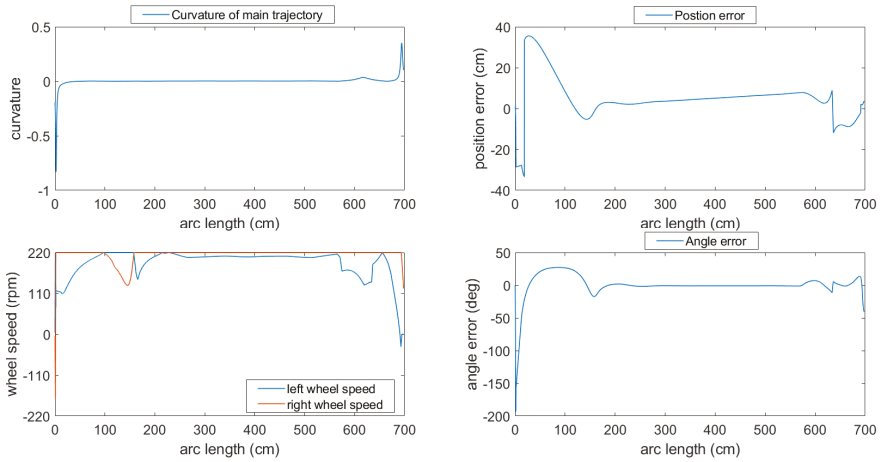 Curvature of main trajectory
0.5
0
-0.5
-1
curvature
0 100 200 300 400 500 600 700
arc length (cm)
Postion error
40
20
0
-20
-40
position error (cm)
0 100 200 300 400 500 600 700
arc length (cm)
220
110
0
-110
-220
wheel speed (rpm)
left wheel speed
right wheel speed
0 100 200 300 400 500 600 700
arc length (cm)
Angle error
50
0
-50
-100
-150
-200
angle error (deg)
0 100 200 300 400 500 600 700
arc length (cm)